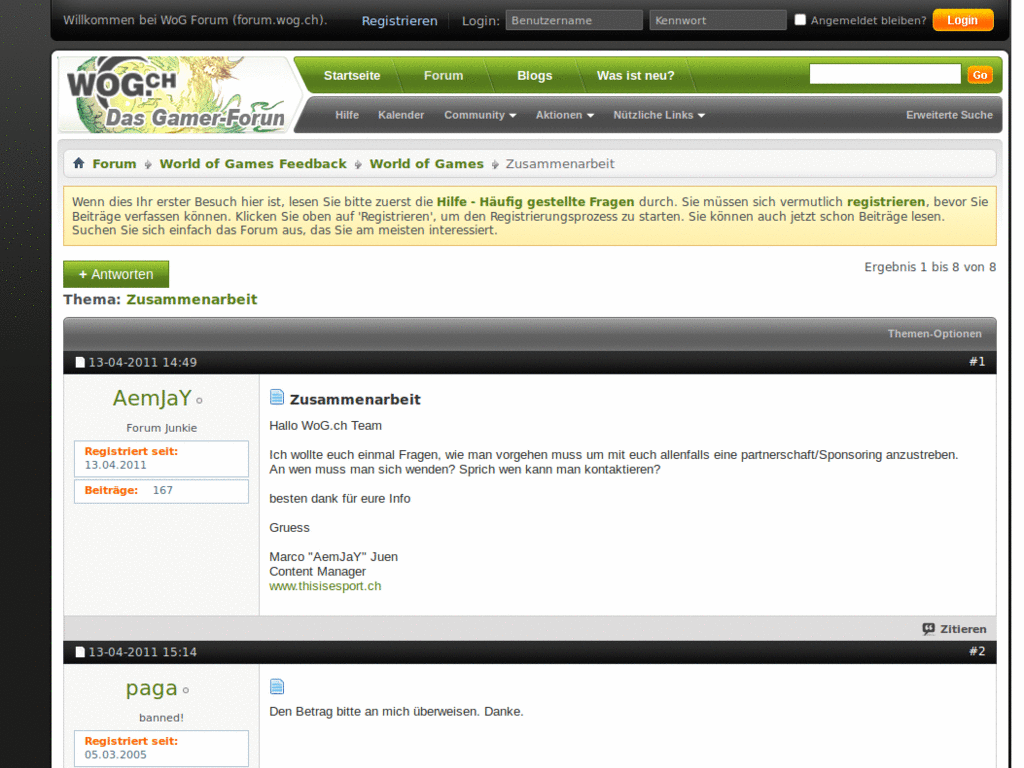 Willkommen bei WoG Forum (forum.wog.ch).
Registrieren
Login:
Benutzername
Kennwort
Angemeldet bleiben?
Login
WOG.CH
Das Gamer-Forun
Startseite
Forum
Blogs
Was ist neu?
Go
Hilfe
Kalender
Community
Aktionen
Nützliche Links
Erweiterte Suche
Forum
World of Games Feedback
World of Games
Zusammenarbeit
Wenn dies Ihr erster Besuch hier ist, lesen Sie bitte zuerst die Hilfe - Häufig gestellte Fragen durch. Sie müssen sich vermutlich registrieren, bevor Sie
Beiträge verfassen können. Klicken Sie oben auf 'Registrieren', um den Registrierungsprozess zu starten. Sie können auch jetzt schon Beiträge lesen.
Suchen Sie sich einfach das Forum aus, das Sie am meisten interessiert.
+ Antworten
Ergebnis 1 bis 8 von 8
Thema: Zusammenarbeit
Themen-Optionen
13-04-2011 14:49
#1
AemJaY
Forum Junkie
Registriert seit:
13.04.2011
Beiträge: 167
Zusammenarbeit
Hallo WoG.ch Team
Ich wollte euch einmal Fragen, wie man vorgehen muss um mit euch allenfalls eine partnerschaft/Sponsoring anzustreben.
An wen muss man sich wenden? Sprich wen kann man kontaktieren?
besten dank für eure Info
Gruess
Marco "AemJaY" Juen
Content Manager
www.thisisesport.ch
Zitieren
13-04-2011 15:14
#2
paga
banned!
Registriert seit:
05.03.2005
Den Betrag bitte an mich überweisen. Danke.